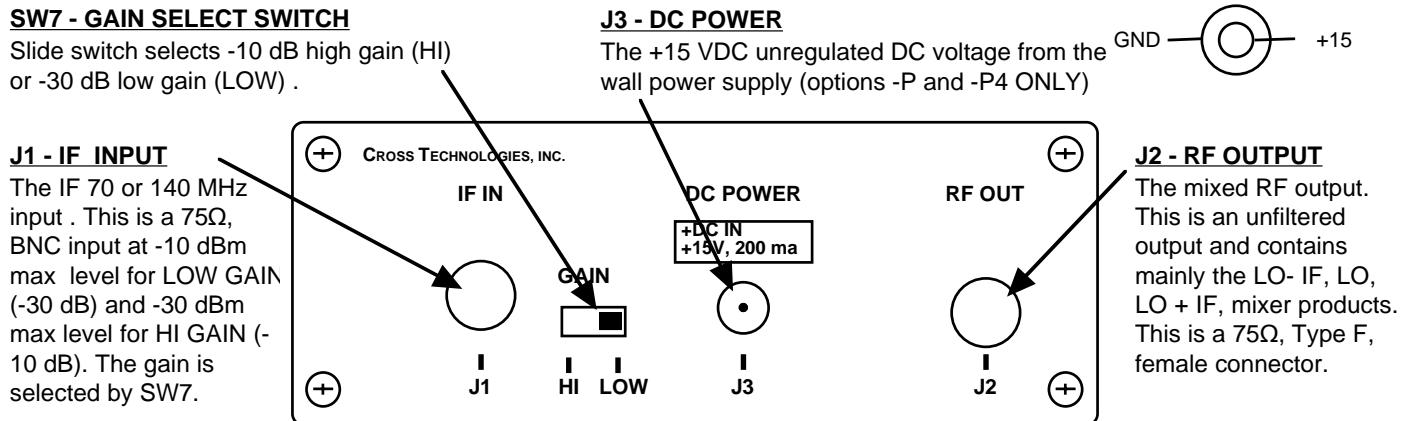 SW7 - GAIN SELECT SWITCH
Slide switch selects -10 dB high gain (HI)
or -30 dB low gain (LOW) .
J3 - DC POWER
The +15 VDC unregulated DC voltage from the
wall power supply (options -P and -P4 ONLY)
GND
+15
J1 - IF INPUT
The IF 70 or 140 MHz
input . This is a 75Ω,
BNC input at -10 dBm
max level for LOW GAIN
(-30 dB) and -30 dBm
max level for HI GAIN (-
10 dB). The gain is
selected by SW7.
CROSS TECHNOLOGIES, INC.
IF IN
DC POWER
RF OUT
+DC IN
+15V, 200 ma
GAIN
J1
HI LOW
J3
J2
J2 - RF OUTPUT
The mixed RF output.
This is an unfiltered
output and contains
mainly the LO- IF, LO,
LO + IF, mixer products.
This is a 75Ω, Type F,
female connector.